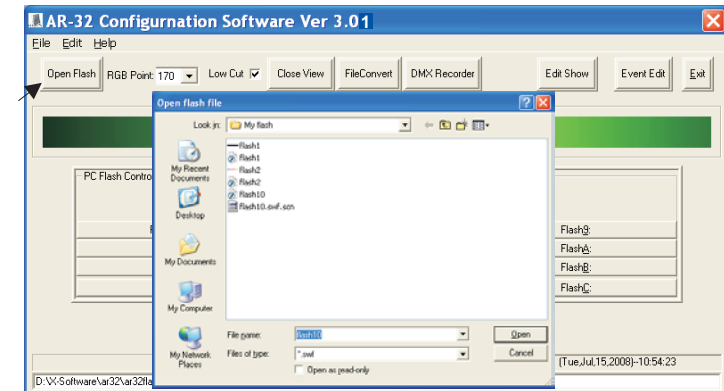 AR-32 Configurnation Software Ver 3.01
File Edit Help
Open Flash RGB Point: 170 Low Cut Close View FileConvert DMX Recorder Edit Show Event Edit Exit
Open flash file
Look in: My flash
flash1
flash1
flash2
flash2
flash10
flash10.swf.scn
My Recent Documents
Desktop
My Documents
My Computer
My Network Places
File name: flash10 Open
Files of type: *.swf Cancel
Open as read-only
PC Flash Contro
Flash9:
FlashA:
FlashB:
FlashC:
(Tue,Jul,15,2008)--10:54:23
D:\X-Software\ar32\ar32fla